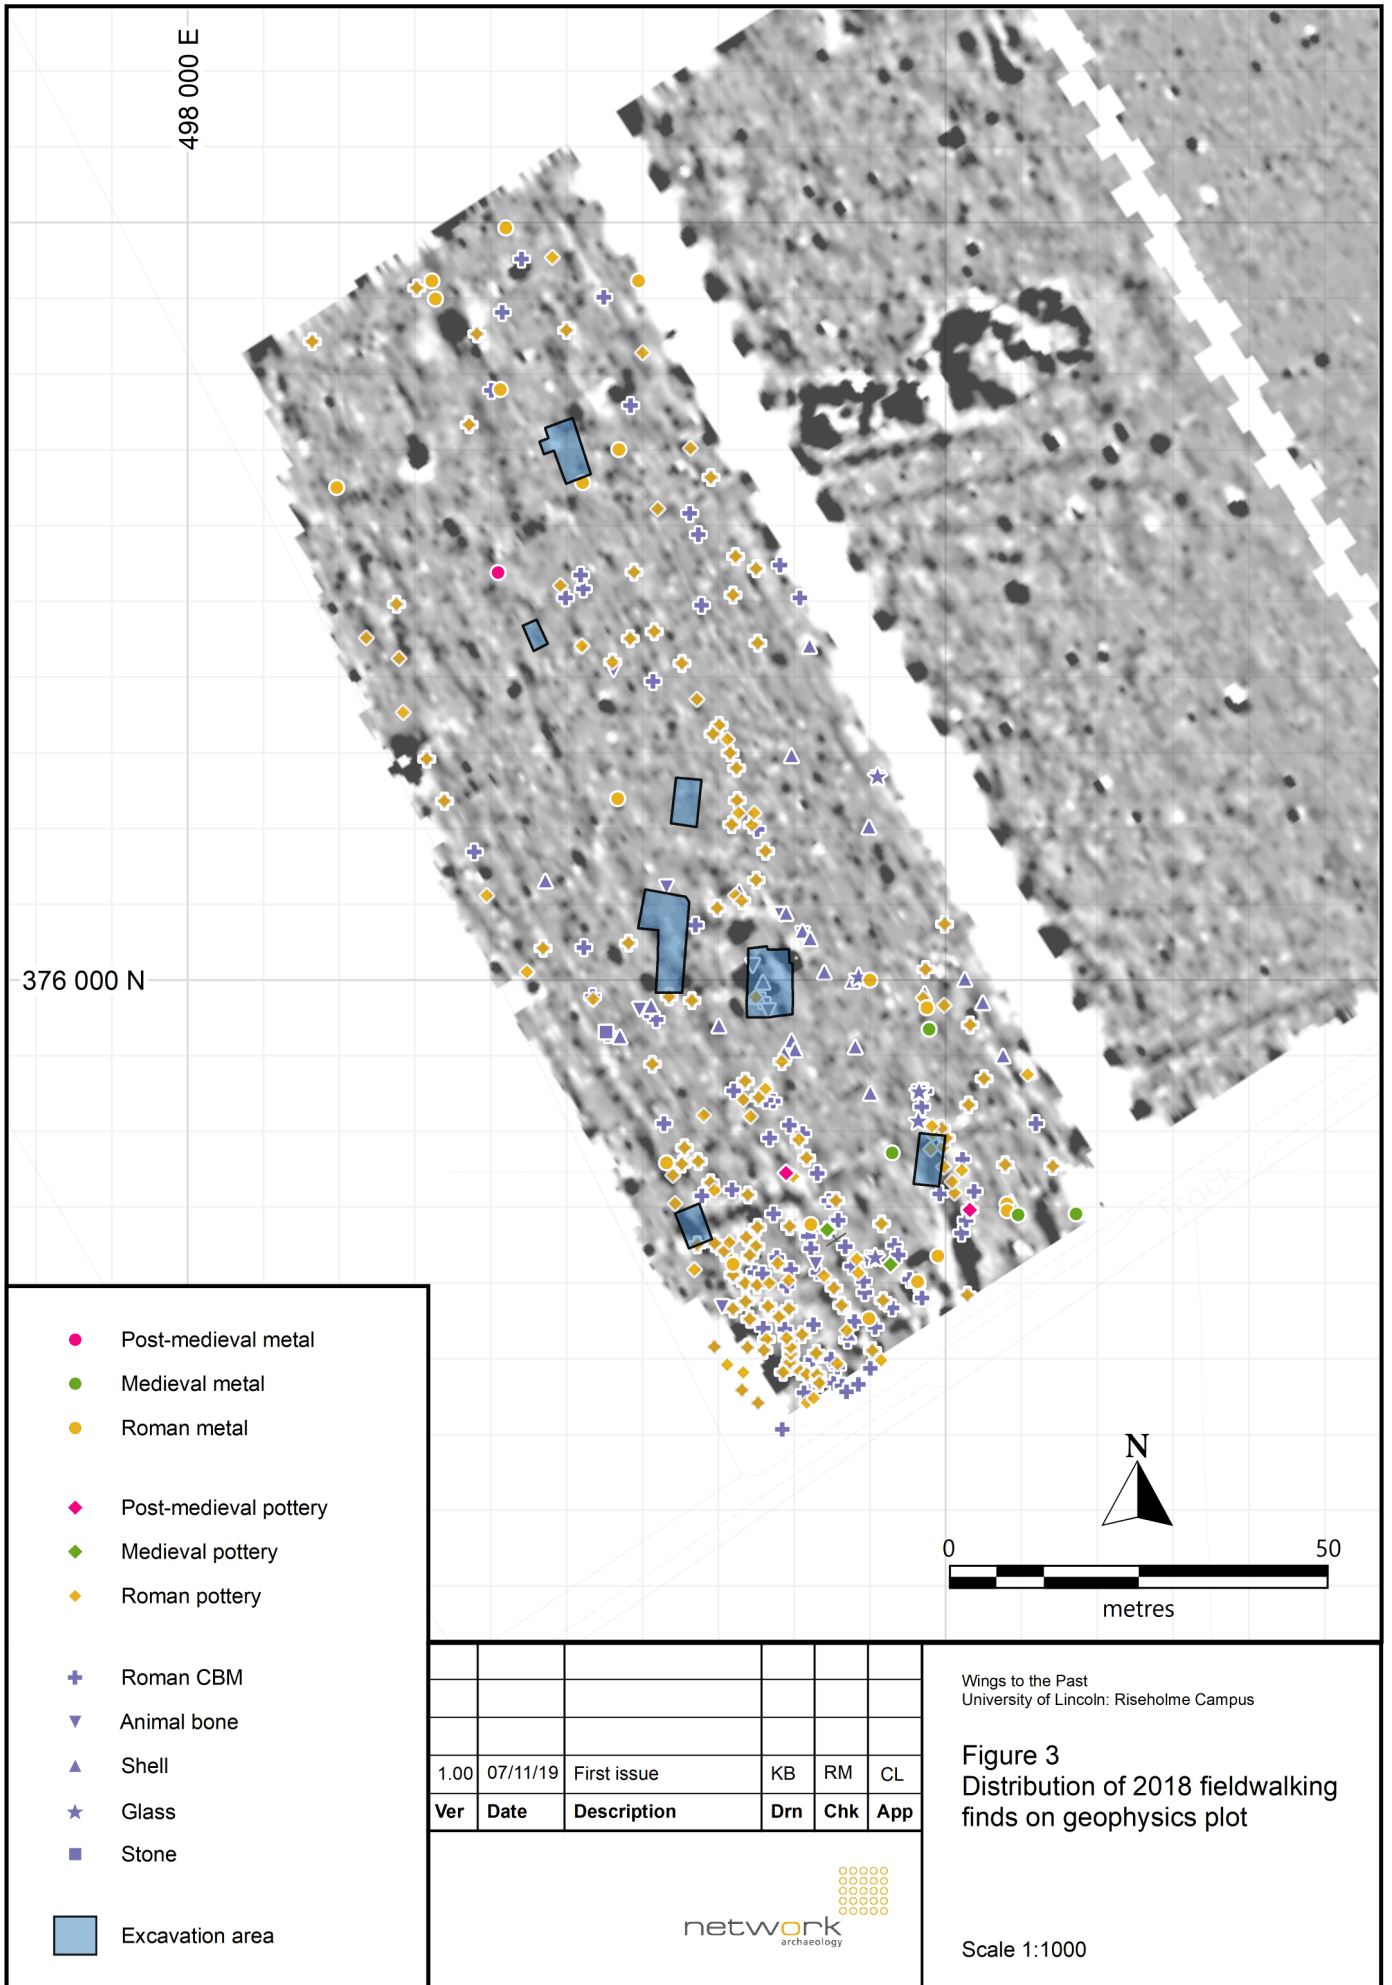 498 000 E
376 000 N
Track
Post-medieval metal
Medieval metal
Roman metal
Post-medieval pottery
Medieval pottery
Roman pottery
Roman CBM
Animal bone
Shell
Glass
Stone
Excavation area
N
0 50
metres
1.00 07/11/19 First issue KB RM CL
Ver Date Description Drn Chk App
network
archaeology
Wings to the Past
University of Lincoln: Riseholme Campus
Figure 3
Distribution of 2018 fieldwalking
finds on geophysics plot
Scale 1:1000